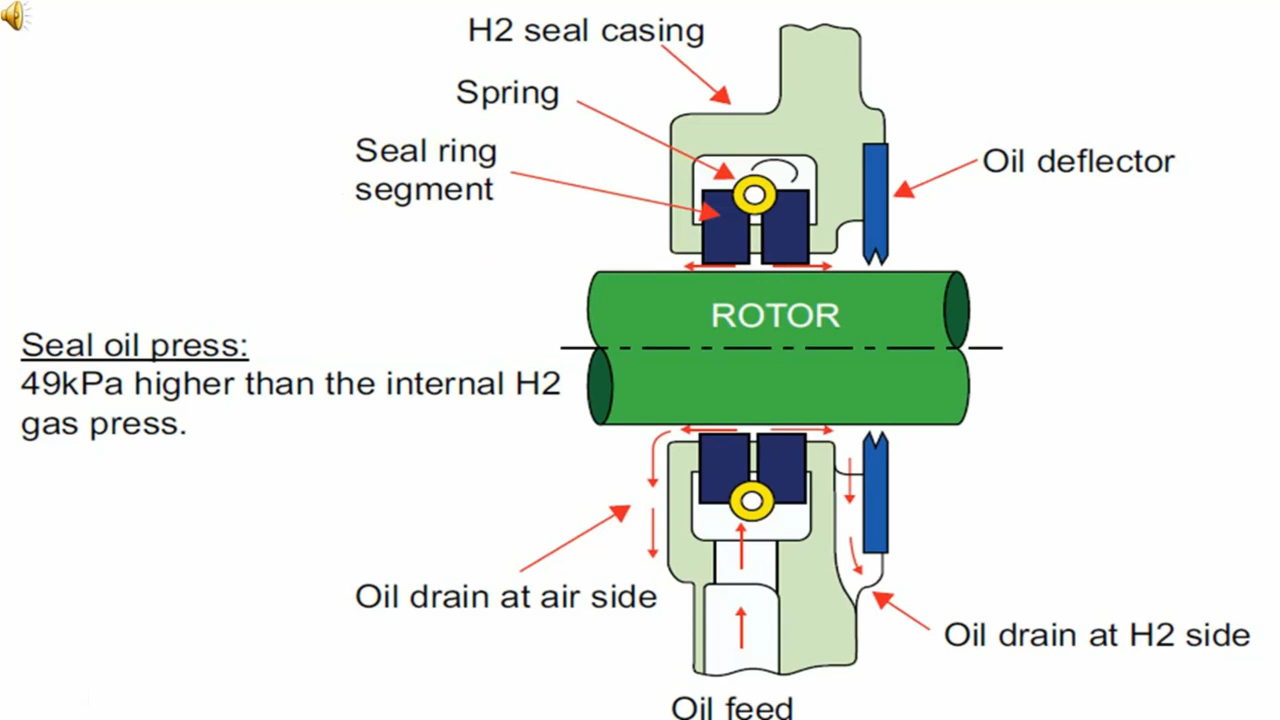 H2 seal casing
Spring
Seal ring
segment
Oil deflector
ROTOR
Seal oil press:
49kPa higher than the internal H2
gas press.
Oil drain at air side
Oil drain at H2 side
Oil feed